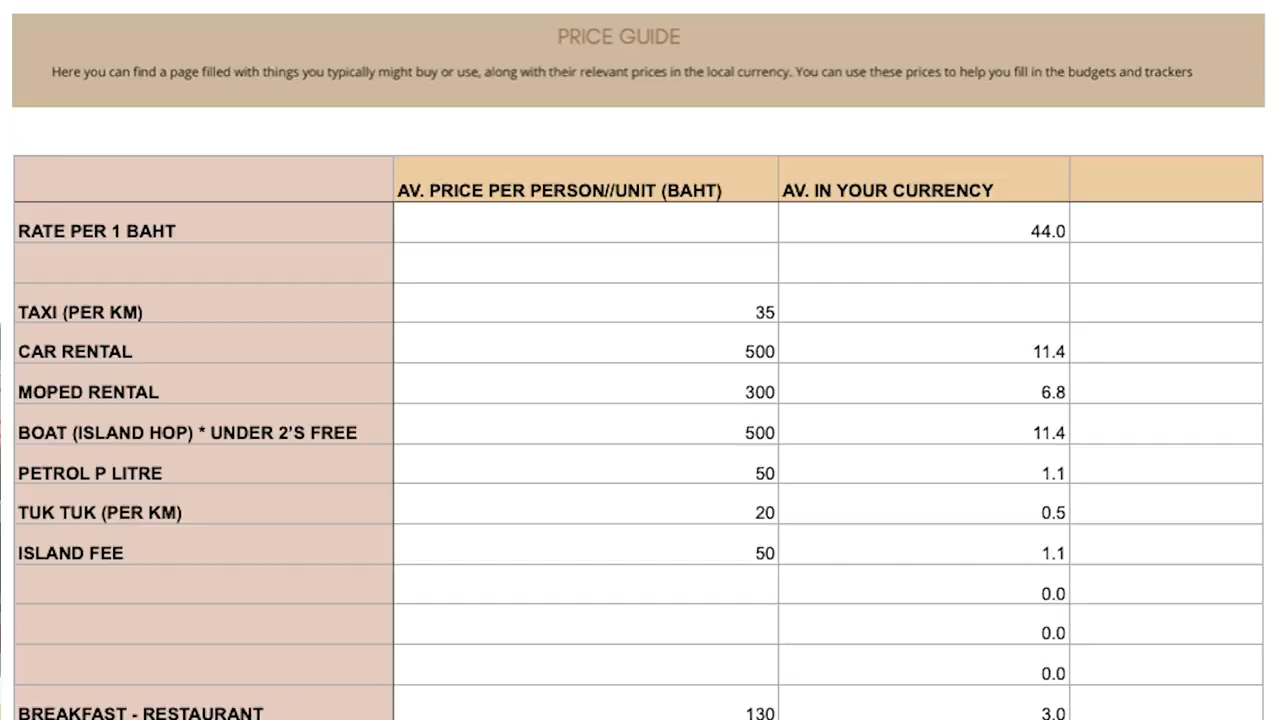 PRICE GUIDE
Here you can find a page filled with things you typically might buy or use, along with their relevant prices in the local currency. You can use these prices to help you fill in the budgets and trackers
AV. PRICE PER PERSON//UNIT (BAHT) AV. IN YOUR CURRENCY
RATE PER 1 BAHT 44.0
TAXI (PER KM) 35
CAR RENTAL 500 11.4
MOPED RENTAL 300 6.8
BOAT (ISLAND HOP) * UNDER 2'S FREE 500 11.4
PETROL P LITRE 50 1.1
TUK TUK (PER KM) 20 0.5
ISLAND FEE 50 1.1
0.0
0.0
0.0
BREAKFAST - RESTAURANT 130 3.0